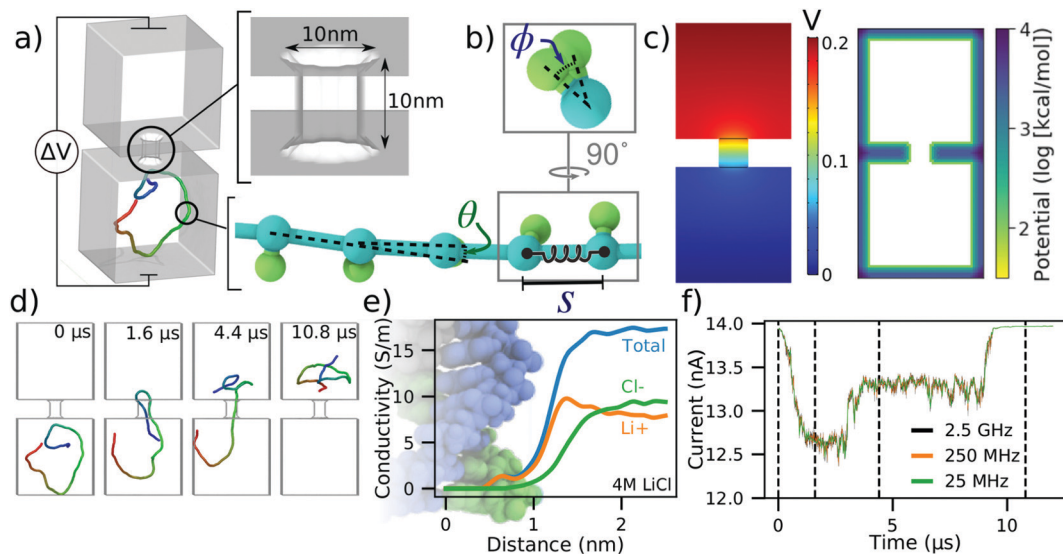 a)
ΔV
10nm
10nm
b)
ϕ
90°
θ
S
c)
V
0.2
0.1
0
4
3
2
Potential (log [kcal/mol])
d)
0 μs
1.6 μs
4.4 μs
10.8 μs
e)
Conductivity (S/m)
15
10
5
0
Total
Cl-
Li+
4M LiCl
0
1
2
Distance (nm)
f)
Current (nA)
14.0
13.5
13.0
12.5
12.0
2.5 GHz
250 MHz
25 MHz
0
5
10
Time (μs)